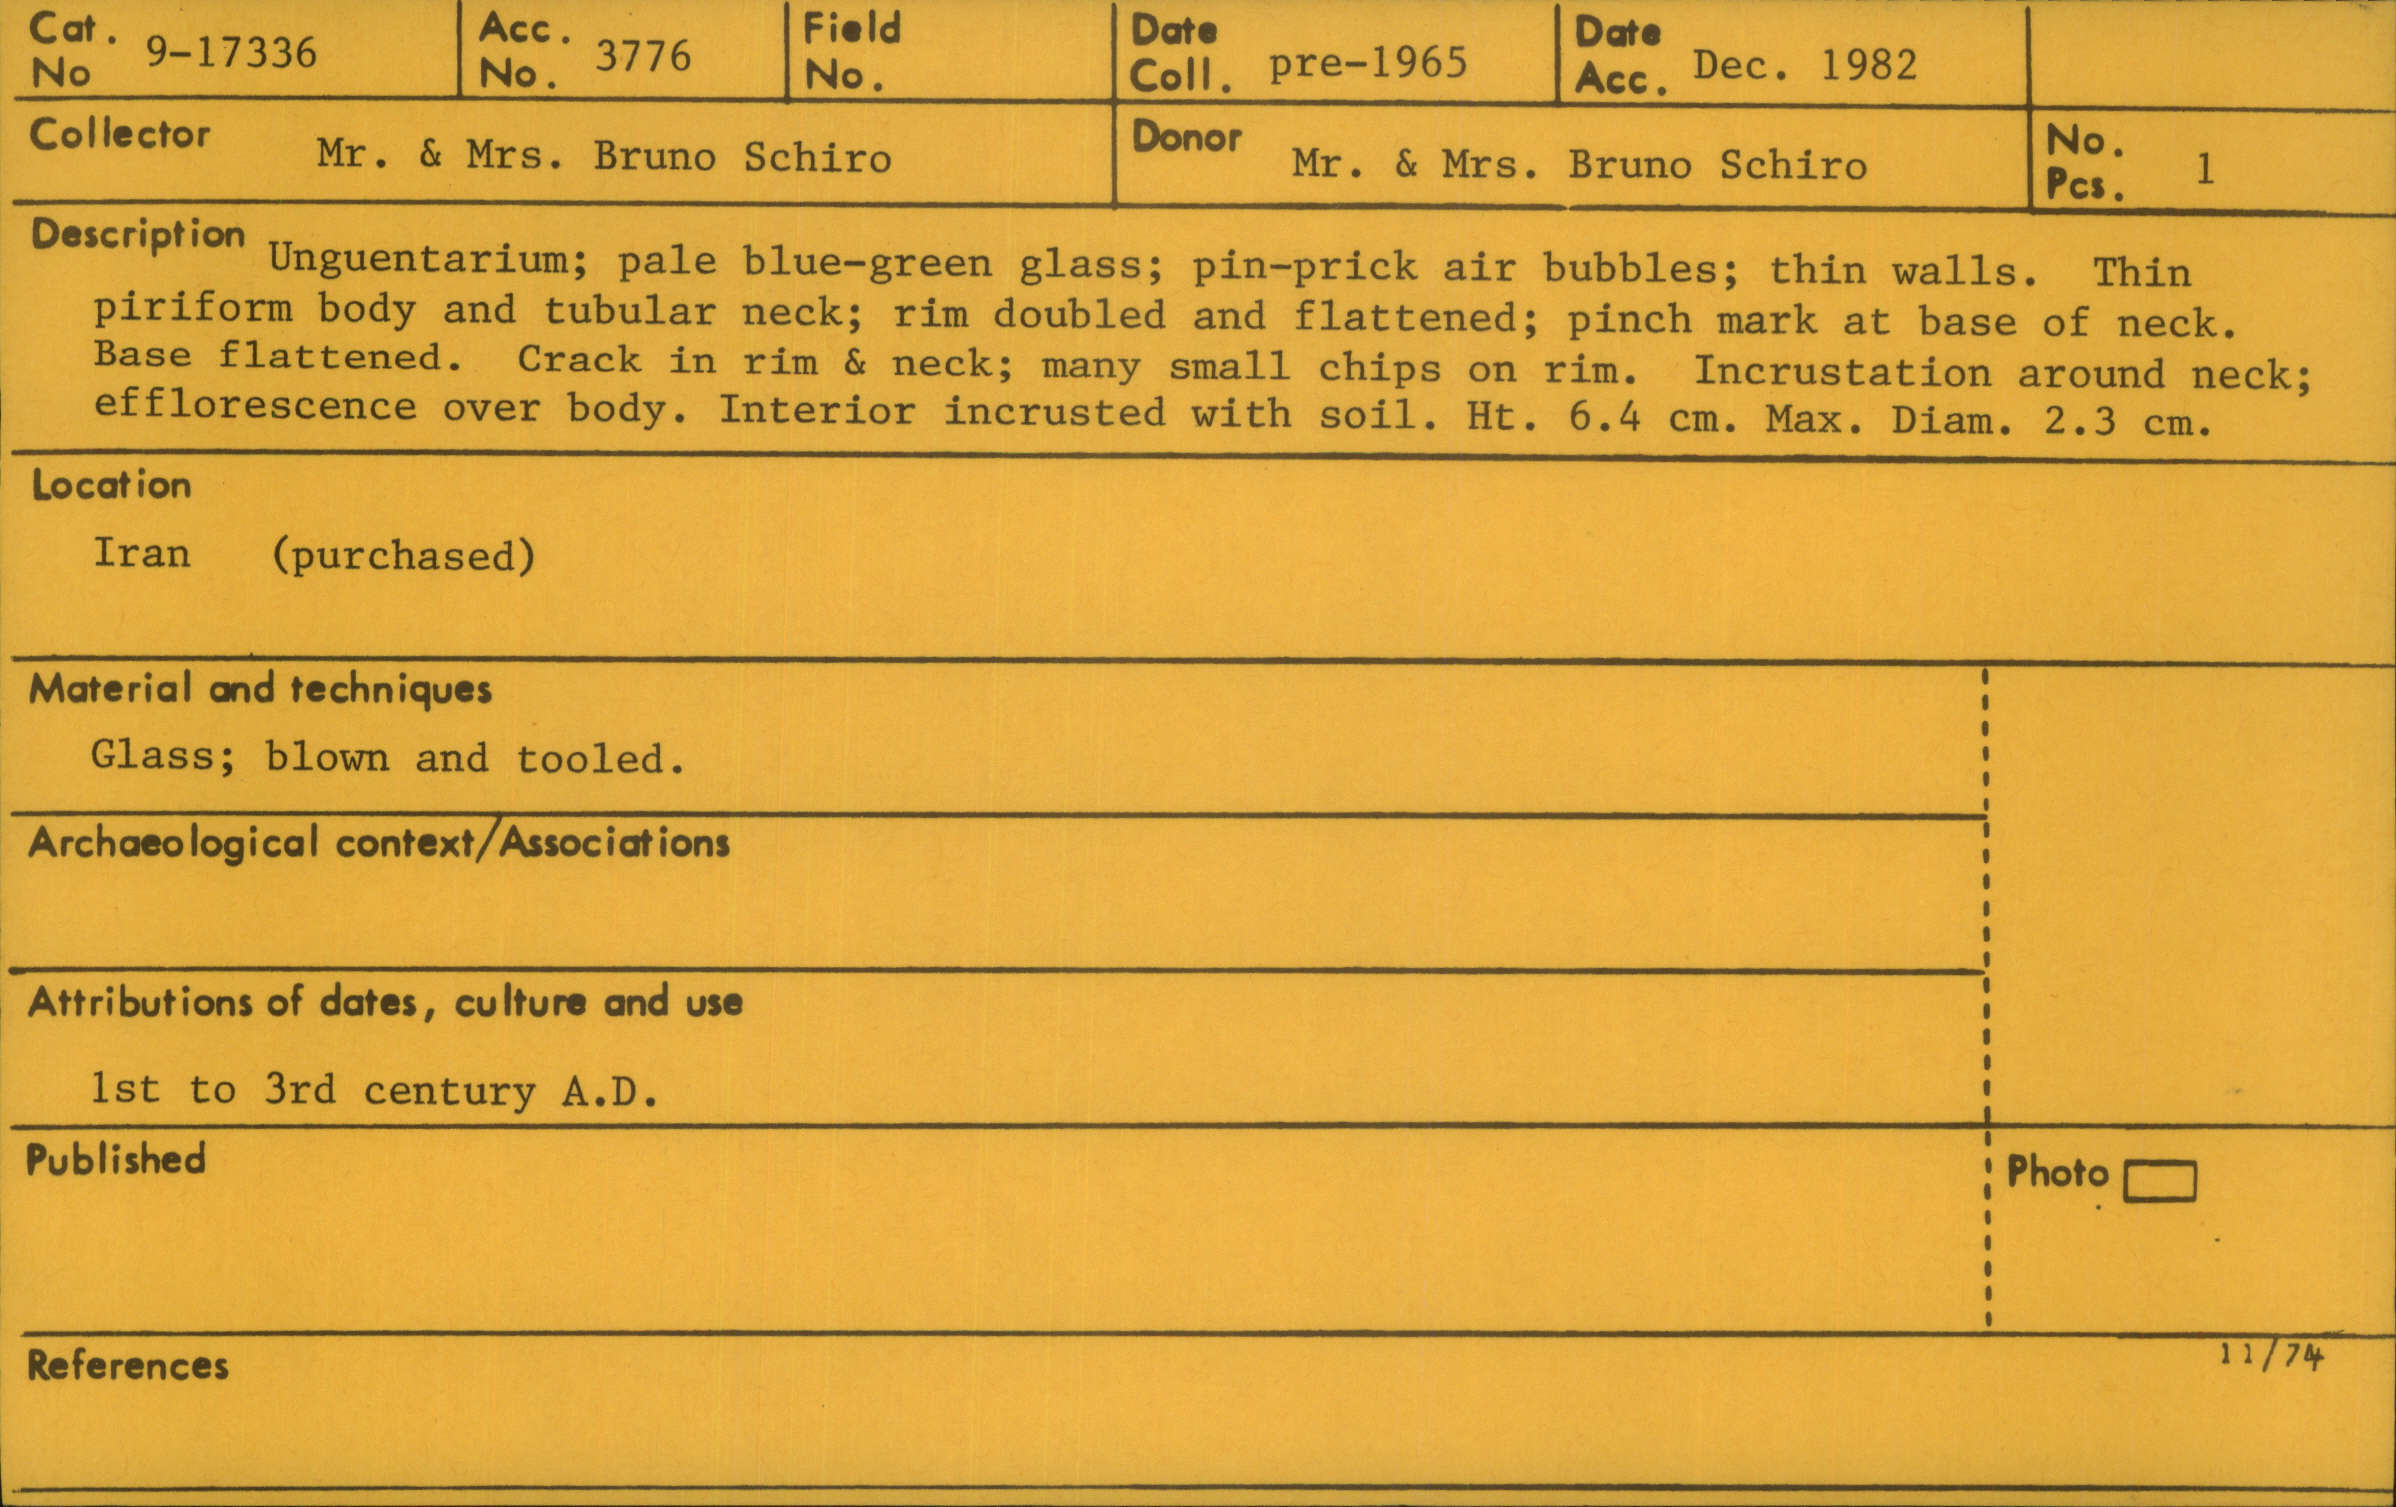 Cat. No 9-17336 Acc. No. 3776 Field No. Date Coll. pre-1965 Date Acc. Dec. 1982
Collector Mr. & Mrs. Bruno Schiro Donor Mr. & Mrs. Bruno Schiro No. Pcs. 1
Description Unguentarium; pale blue-green glass; pin-prick air bubbles; thin walls. Thin
piriform body and tubular neck; rim doubled and flattened; pinch mark at base of neck.
Base flattened. Crack in rim & neck; many small chips on rim. Incrustation around neck;
efflorescence over body. Interior incrusted with soil. Ht. 6.4 cm. Max. Diam. 2.3 cm.
Location
Iran (purchased)
Material and techniques
Glass; blown and tooled.
Archaeological context/Associations
Attributions of dates, culture and use
1st to 3rd century A.D.
Published
Photo
References
11/74